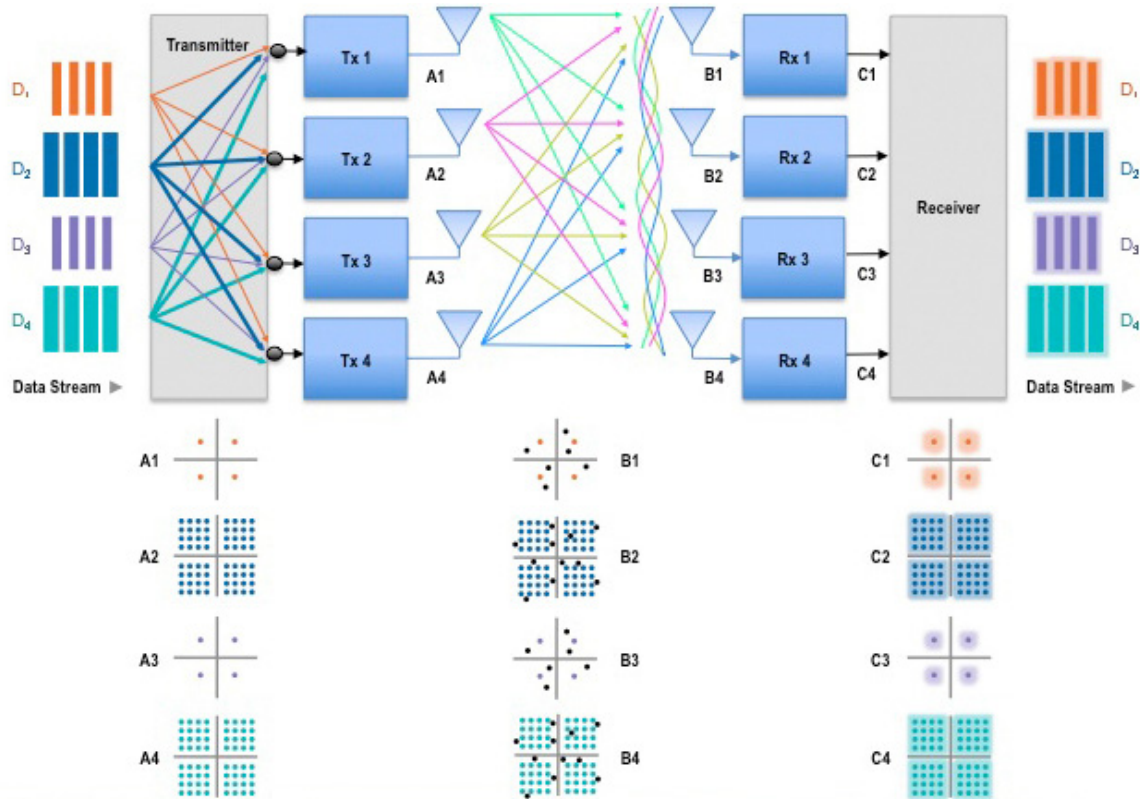 Transmitter
Tx 1
A1
B1
Rx 1
C1
D₁
D₁
Tx 2
A2
B2
Rx 2
C2
D₂
D₂
Receiver
Tx 3
A3
B3
Rx 3
C3
D₃
D₃
Tx 4
A4
B4
Rx 4
C4
D₄
D₄
Data Stream
Data Stream
A1
B1
C1
A2
B2
C2
A3
B3
C3
A4
B4
C4